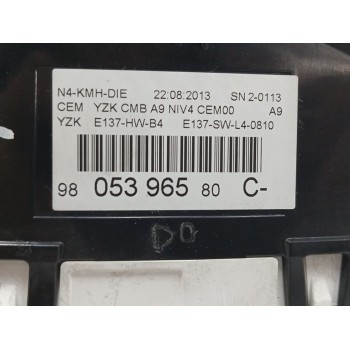 N4-KMH-DIE 22:08:2013 SN 2-0113
CEM YZK CMB A9 NIV4 CEM00 A9
YZK E137-HW-B4 E137-SW-L4-0810
98 053 965 80 C-
DO